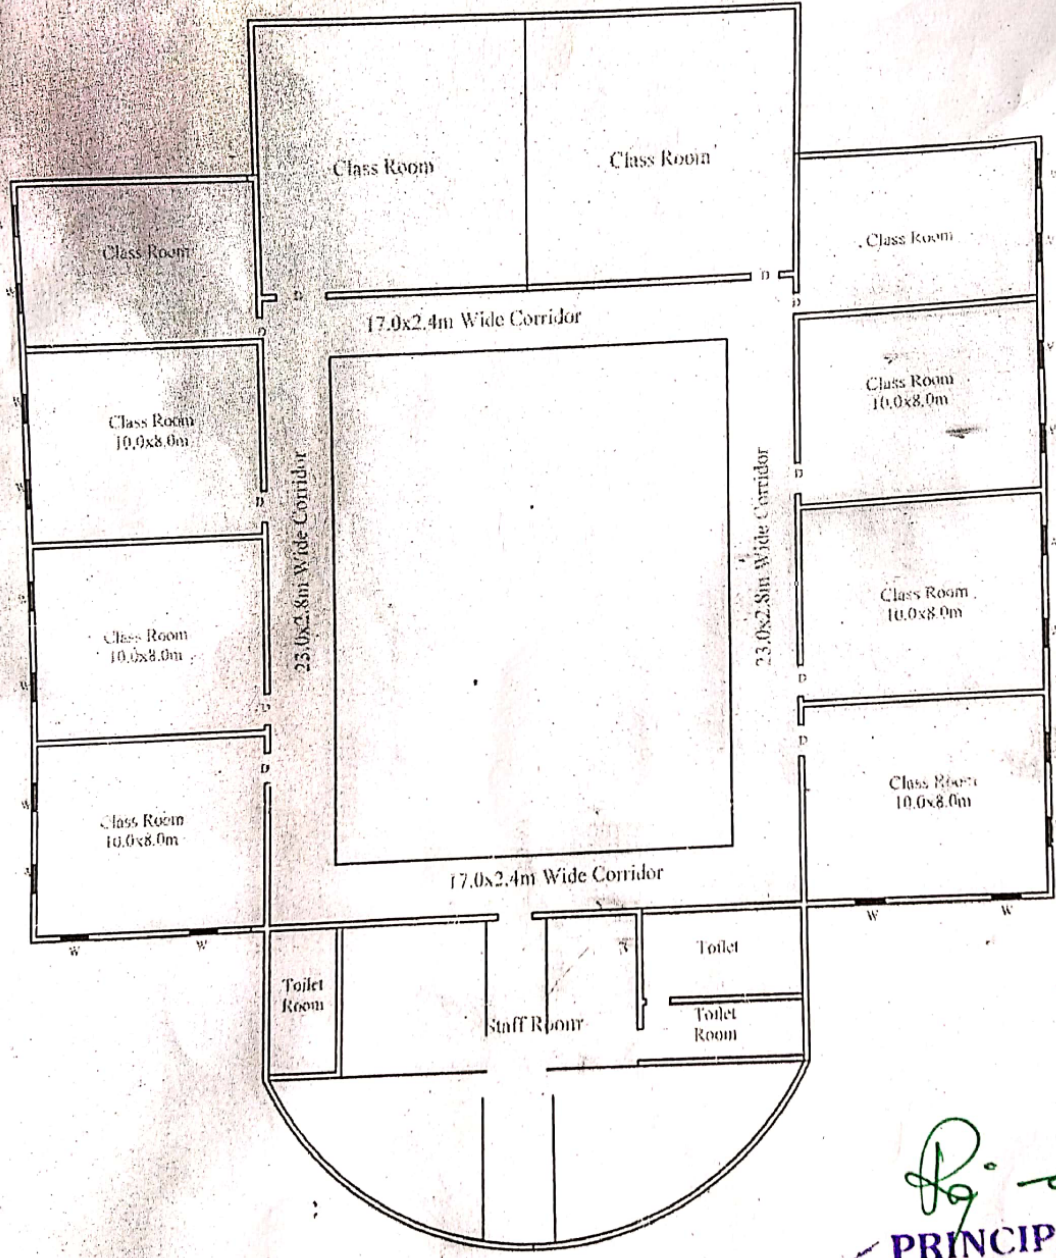 Class Room
Class Room
Class Room
Class Room
D
D
D
D
17.0x2.4m Wide Corridor
Class Room
10.0x8.0m
Class Room
10.0x8.0m
D
D
23.0x2.8m Wide Corridor
23.0x2.8m Wide Corridor
Class Room
10.0x8.0m
Class Room
10.0x8.0m
D
D
D
D
Class Room
10.0x8.0m
Class Room
10.0x8.0m
17.0x2.4m Wide Corridor
W
W
W
W
Toilet
Room
Toilet
Staff Room
Toilet
Room
PRINCIP